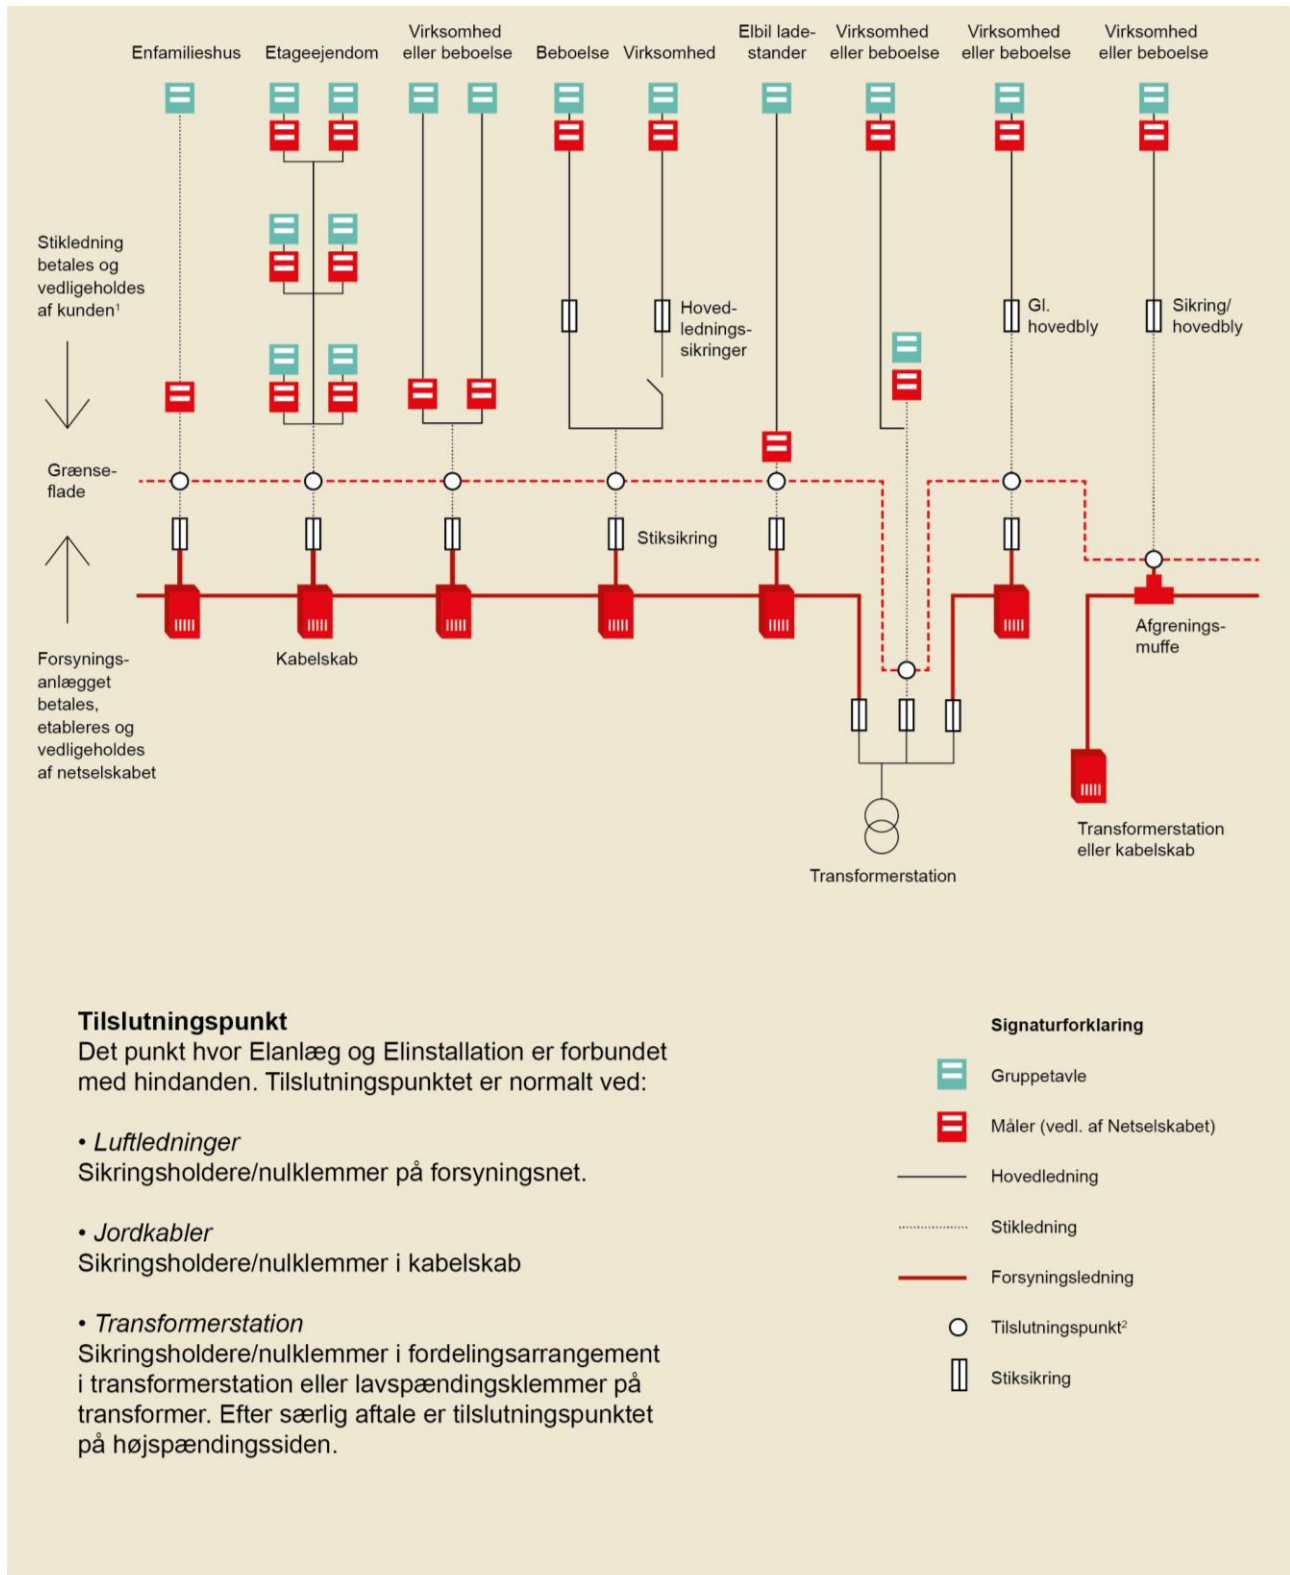 Enfamilieshus
Etageejendom
Virksomhed
eller beboelse
Beboelse
Virksomhed
Elbil lade-
stander
Virksomhed
eller beboelse
Virksomhed
eller beboelse
Virksomhed
eller beboelse
Stikledning
betales og
vedligeholdes
af kunden¹
Hoved-
lednings-
sikringer
Gl.
hovedbly
Sikring/
hovedbly
Grænse-
flade
Stiksikring
Kabelskab
Afgrenings-
muffe
Forsynings-
anlægget
betales,
etableres og
vedligeholdes
af netselskabet
Transformerstation
Transformerstation
eller kabelskab
Tilslutningspunkt
Det punkt hvor Elanlæg og Elinstallation er forbundet
med hindanden. Tilslutningspunktet er normalt ved:
• Luftledninger
Sikringsholdere/nulklemmer på forsyningsnet.
• Jordkabler
Sikringsholdere/nulklemmer i kabelskab
• Transformerstation
Sikringsholdere/nulklemmer i fordelingsarrangement
i transformerstation eller lavspændingsklemmer på
transformer. Efter særlig aftale er tilslutningspunktet
på højspændingssiden.
Signaturforklaring
Gruppetavle
Måler (vedl. af Netselskabet)
Hovedledning
Stikledning
Forsyningsledning
Tilslutningspunkt²
Stiksikring